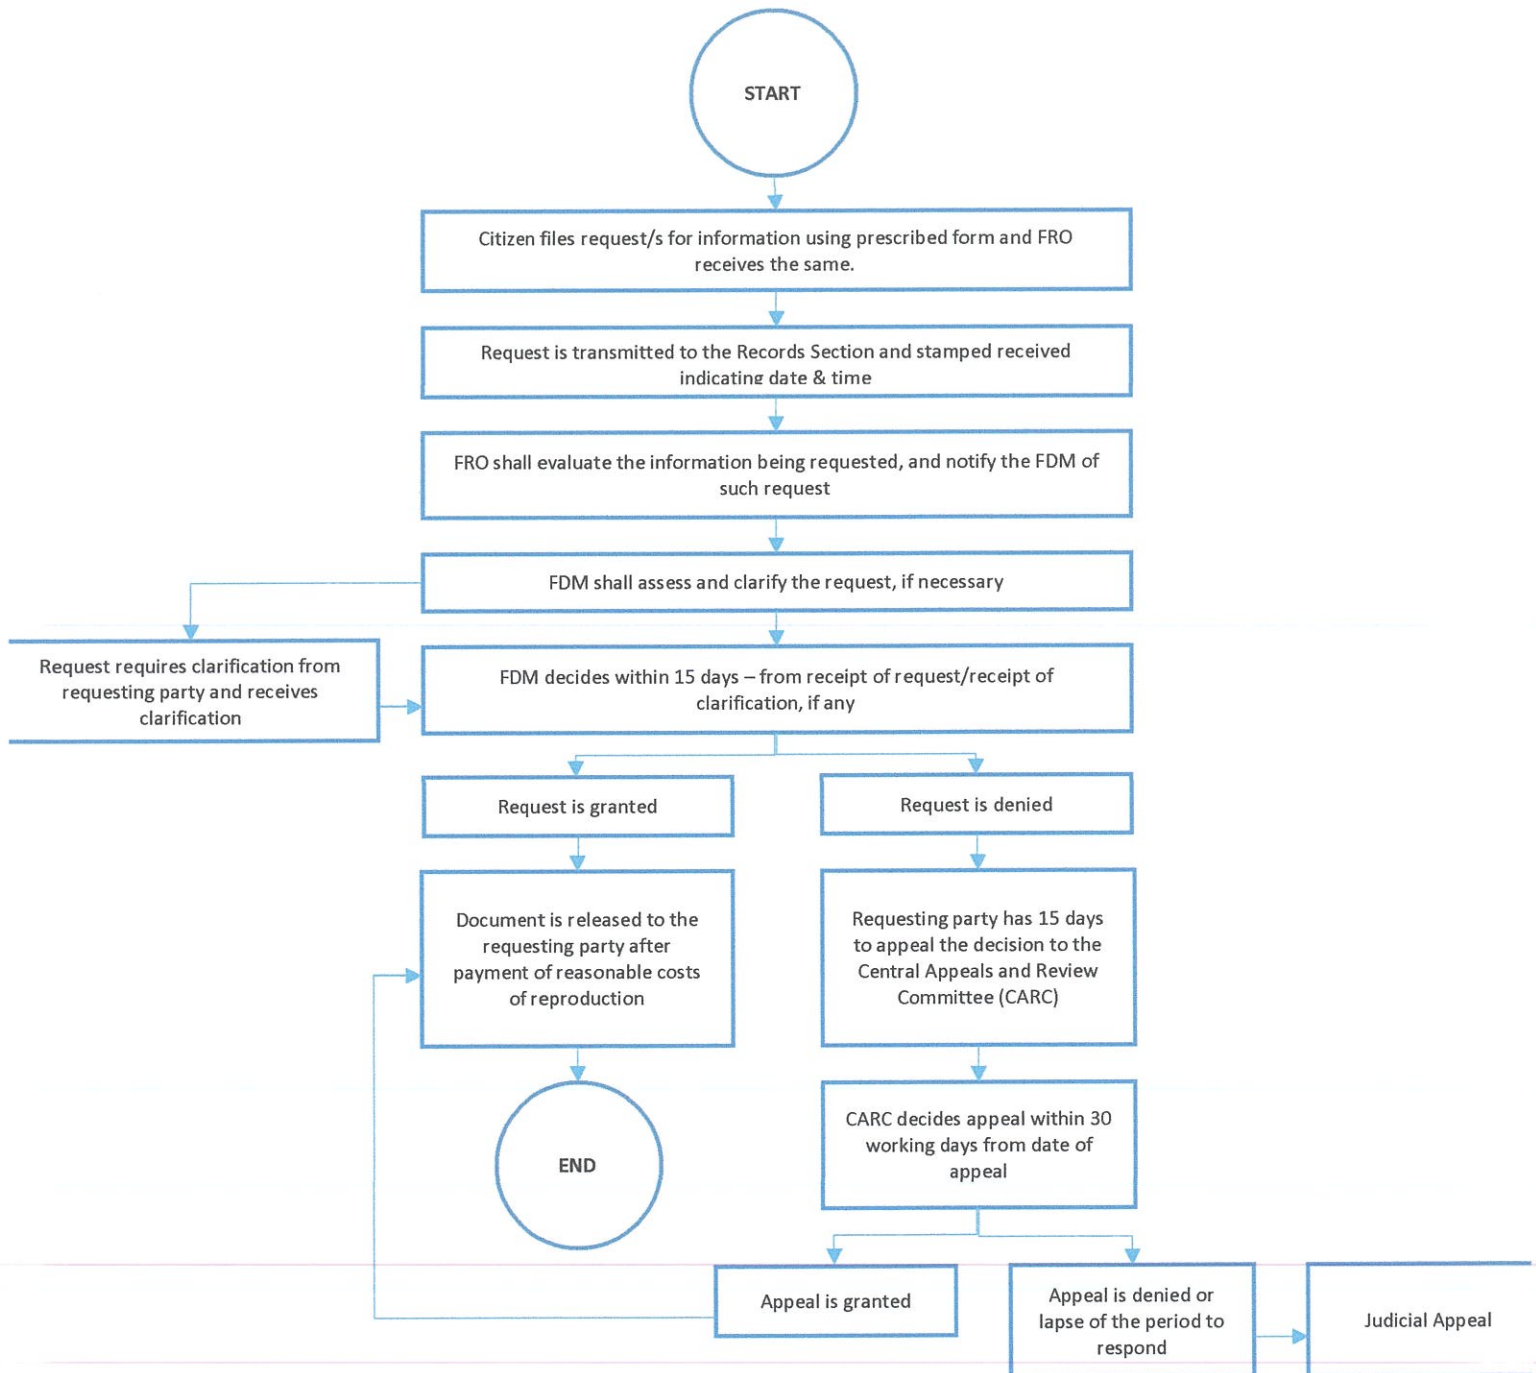 START
Citizen files request/s for information using prescribed form and FRO
receives the same.
Request is transmitted to the Records Section and stamped received
indicating date & time
FRO shall evaluate the information being requested, and notify the FDM of
such request
FDM shall assess and clarify the request, if necessary
Request requires clarification from
requesting party and receives
clarification
FDM decides within 15 days – from receipt of request/receipt of
clarification, if any
Request is granted
Request is denied
Document is released to the
requesting party after
payment of reasonable costs
of reproduction
Requesting party has 15 days
to appeal the decision to the
Central Appeals and Review
Committee (CARC)
END
CARC decides appeal within 30
working days from date of
appeal
Appeal is granted
Appeal is denied or
lapse of the period to
respond
Judicial Appeal